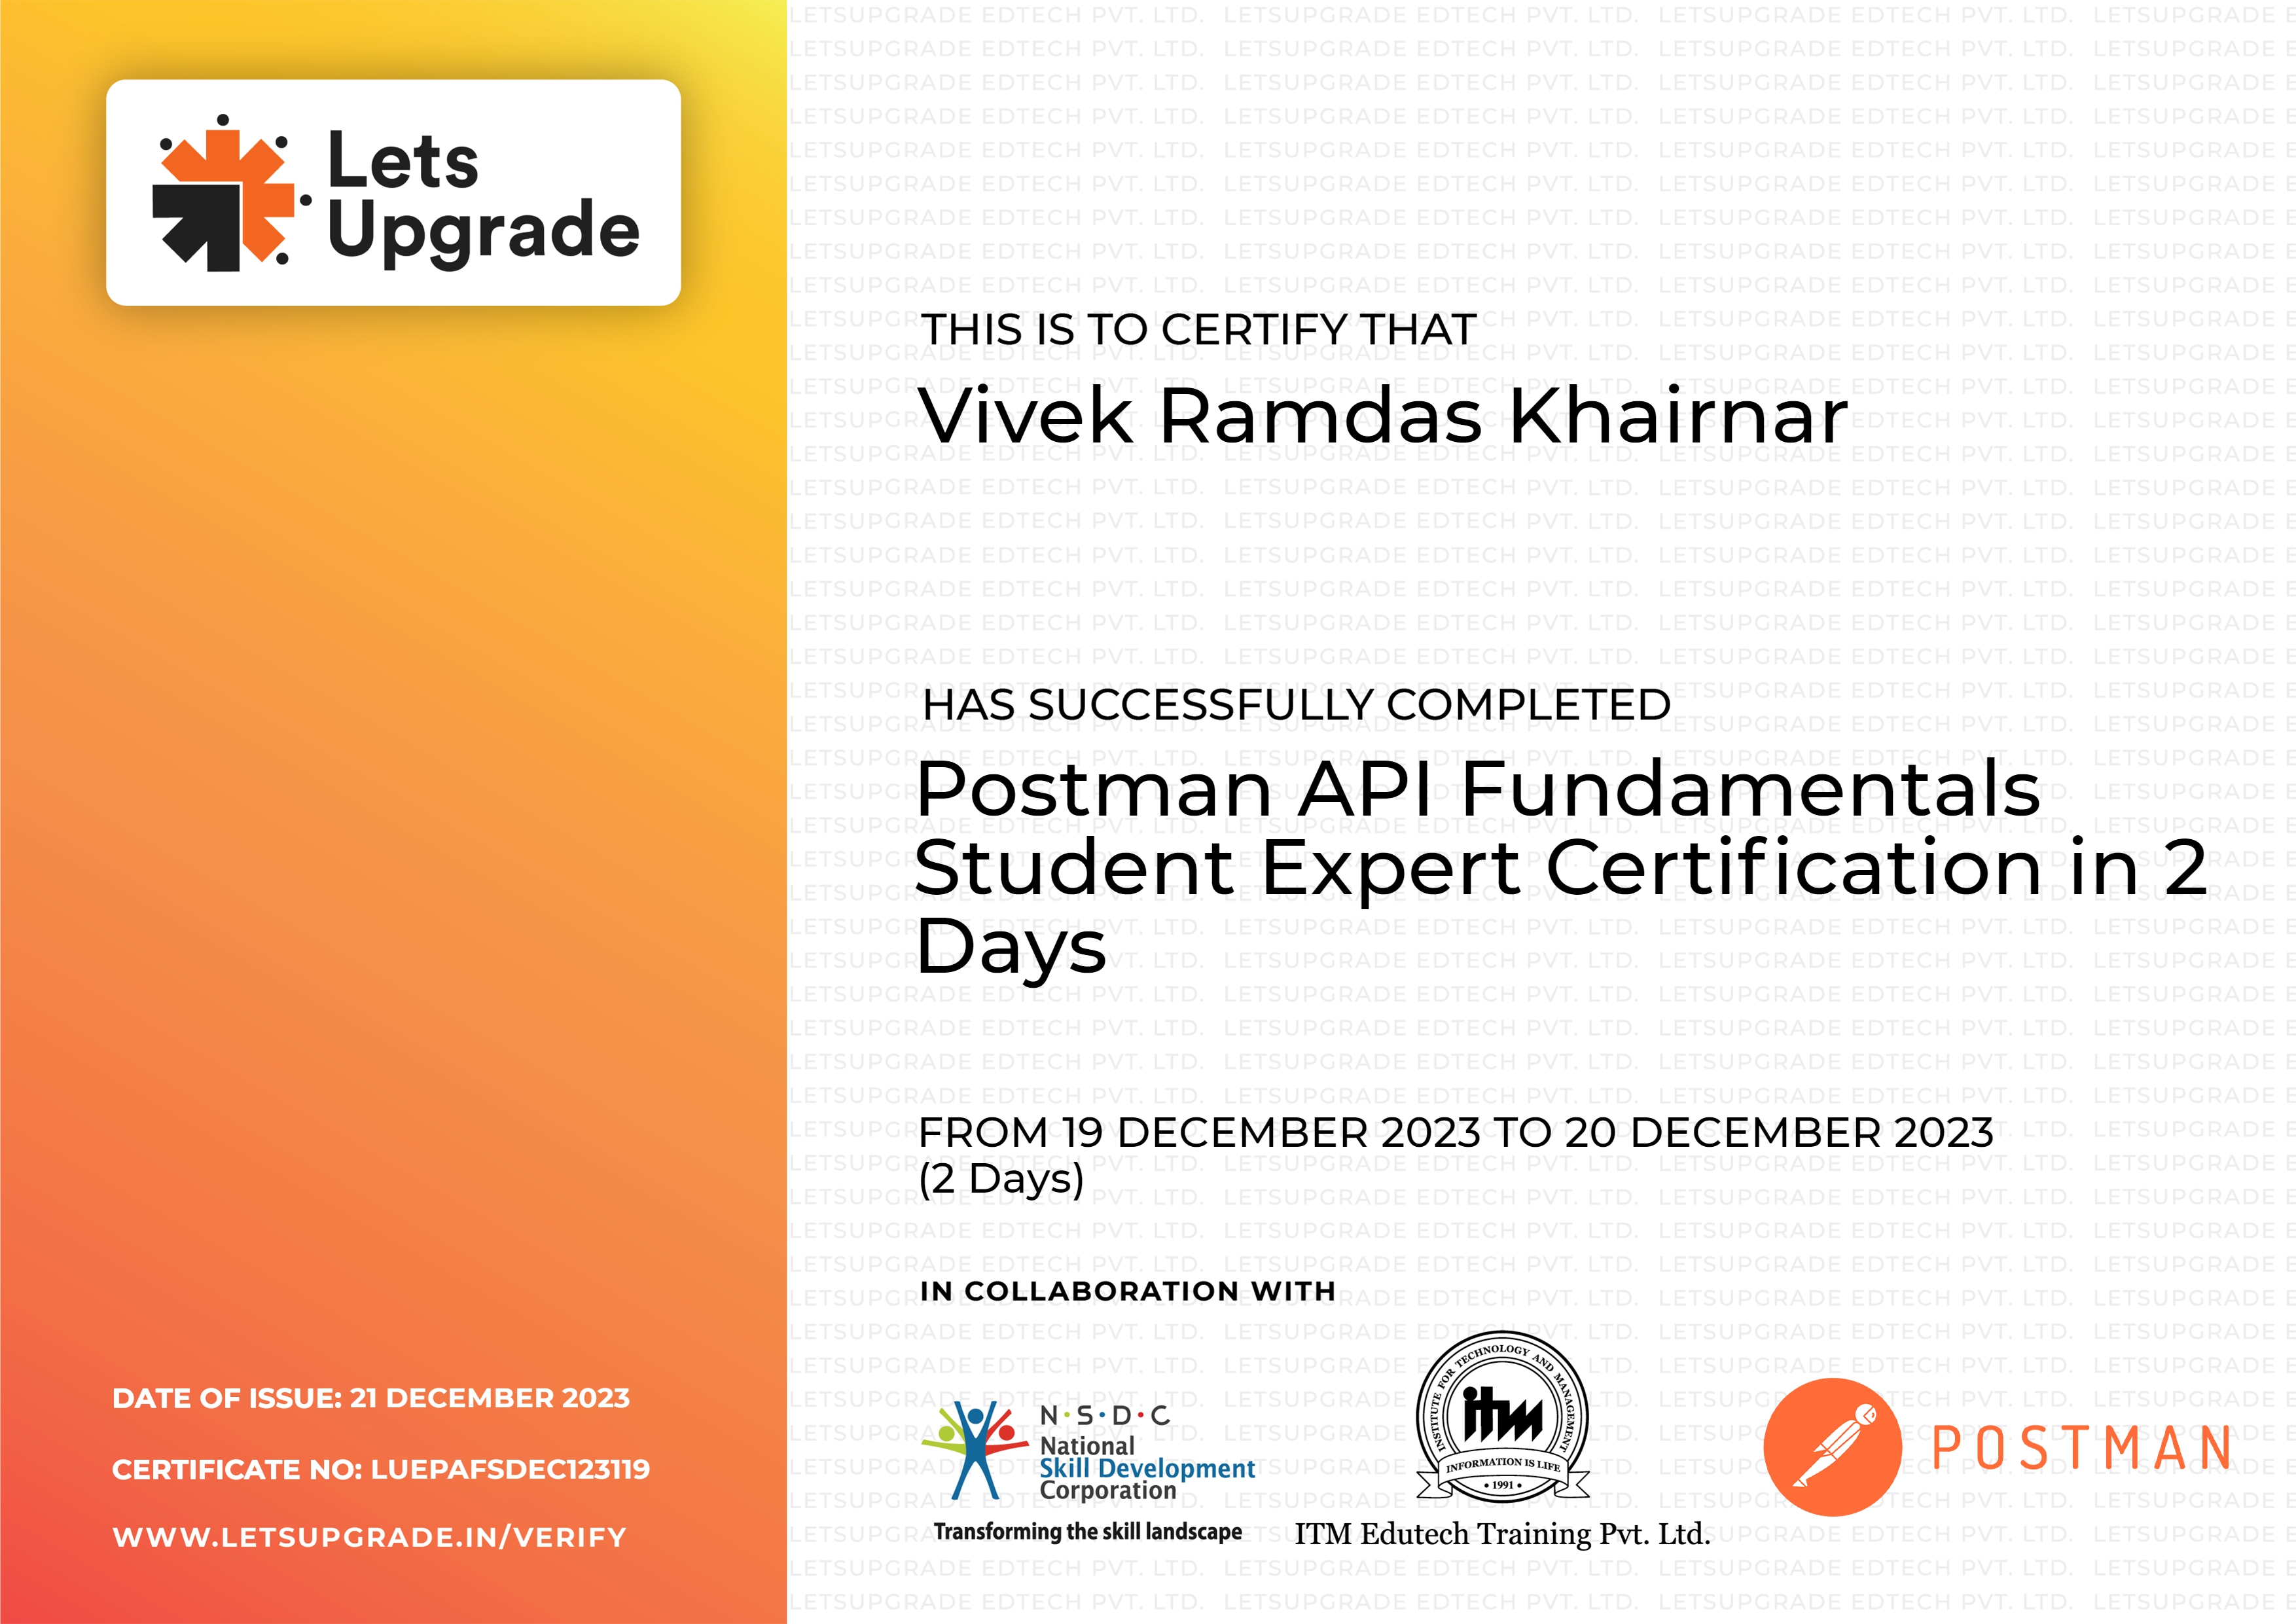 Lets
Upgrade
THIS IS TO CERTIFY THAT
Vivek Ramdas Khairnar
HAS SUCCESSFULLY COMPLETED
Postman API Fundamentals
Student Expert Certification in 2
Days
FROM 19 DECEMBER 2023 TO 20 DECEMBER 2023
(2 Days)
IN COLLABORATION WITH
N·S·D·C
National
Skill Development
Corporation
Transforming the skill landscape
INSTITUTE FOR TECHNOLOGY AND MANAGEMENT
itm
INFORMATION IS LIFE
• 1991 •
ITM Edutech Training Pvt. Ltd.
POSTMAN
DATE OF ISSUE: 21 DECEMBER 2023
CERTIFICATE NO: LUEPAFSDEC123119
WWW.LETSUPGRADE.IN/VERIFY
LETSUPGRADE EDTECH PVT. LTD.